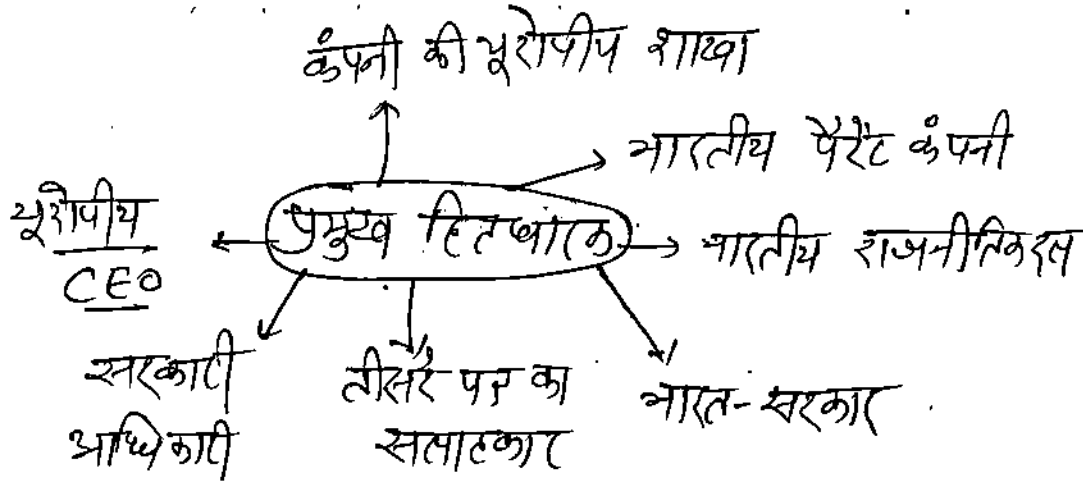 कंपनी की यूरोपीय शाखा
भारतीय पैरेंट कंपनी
यूरोपीय
CEO
प्रमुख हितधारक
भारतीय राजनीतिक दल
सरकारी
अधिकारी
तीसरे पक्ष का
सलाहकार
भारत-सरकार